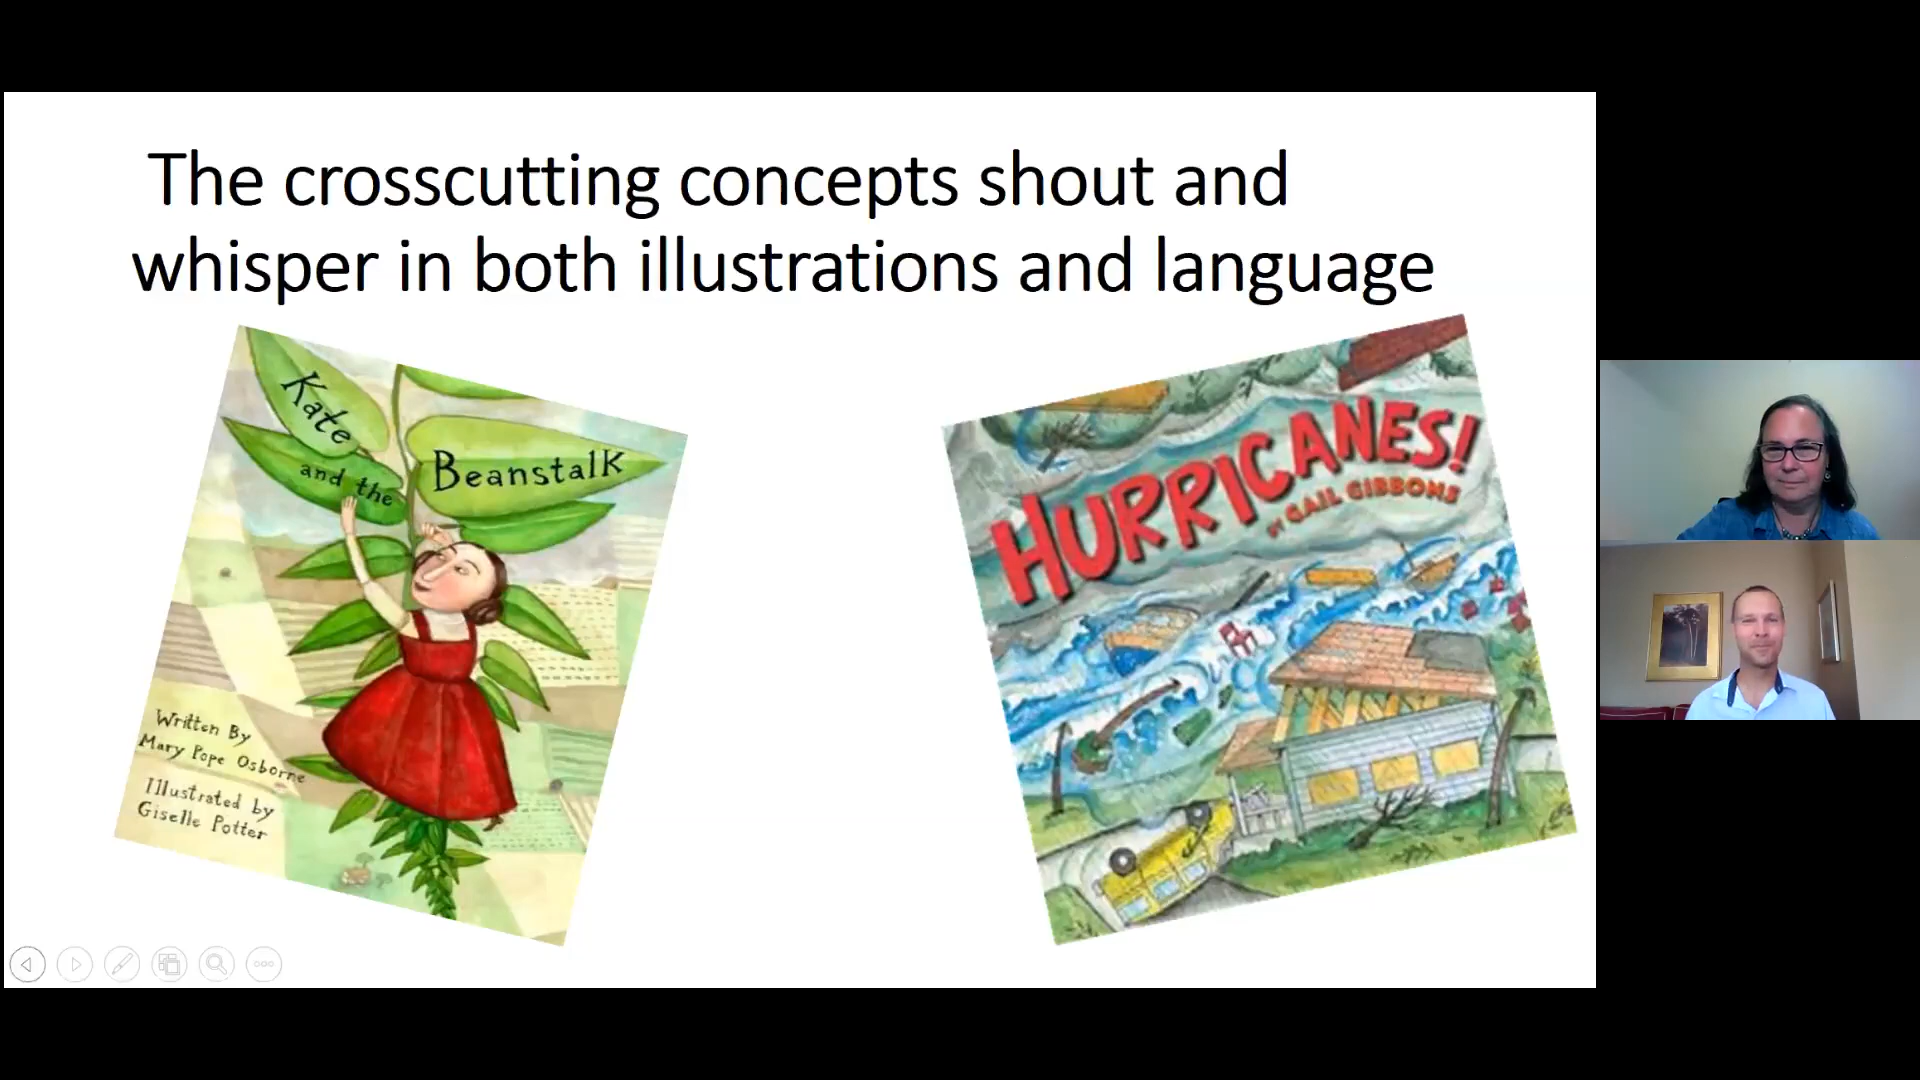 The crosscutting concepts shout and
whisper in both illustrations and language
Kate
and the
Beanstalk
Written By
Mary Pope Osborne
Illustrated by
Giselle Potter
HURRICANES!
BY GAIL GIBBONS